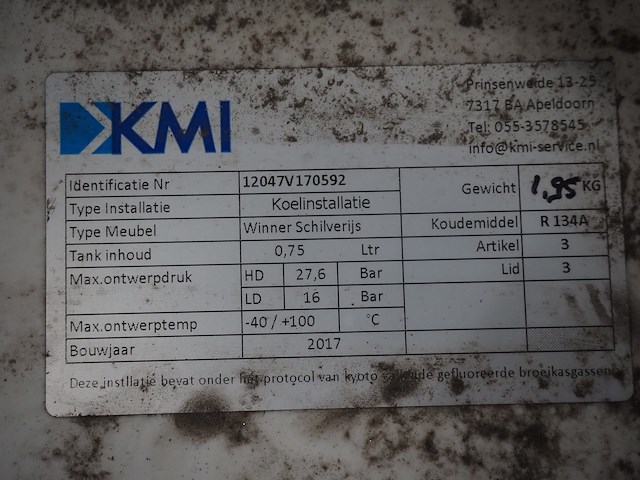 Prinsenweide 13-25
KMI
7317 BA Apeldoorn
Tel: 055-3578545
info@kmi-service.nl
Identificatie Nr 12047V170592 Gewicht 1,95 KG
Type Installatie Koelinstallatie
Type Meubel Winner Schilverijs Koudemiddel R 134A
Tank inhoud 0,75 Ltr Artikel 3
Max.ontwerpdruk HD 27,6 Bar Lid 3
LD 16 Bar
Max.ontwerptemp -40 / +100 °C
Bouwjaar 2017
Deze instllatie bevat onder het protocol van kyoto vallende gefluoreerde broeikasgassen